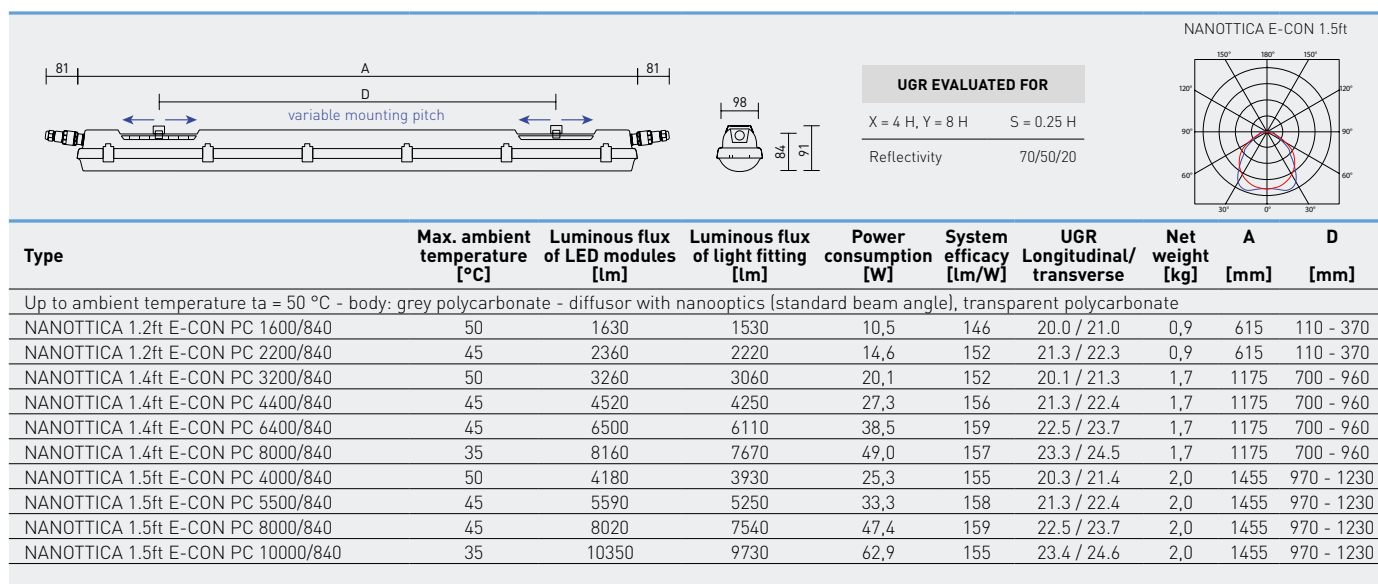 NANOTTICA E-CON 1.5ft
81 A 81
D
variable mounting pitch
98
84
91
UGR EVALUATED FOR
X = 4 H, Y = 8 H S = 0.25 H
Reflectivity 70/50/20
150° 180° 150°
120° 120°
90° 90°
60° 60°
30° 0° 30°
Type Max. ambient temperature [°C] Luminous flux of LED modules [lm] Luminous flux of light fitting [lm] Power consumption [W] System efficacy [lm/W] UGR Longitudinal/ transverse Net weight [kg] A [mm] D [mm]
Up to ambient temperature ta = 50 °C - body: grey polycarbonate - diffusor with nanooptics (standard beam angle), transparent polycarbonate
NANOTTICA 1.2ft E-CON PC 1600/840 50 1630 1530 10,5 146 20.0 / 21.0 0,9 615 110 - 370
NANOTTICA 1.2ft E-CON PC 2200/840 45 2360 2220 14,6 152 21.3 / 22.3 0,9 615 110 - 370
NANOTTICA 1.4ft E-CON PC 3200/840 50 3260 3060 20,1 152 20.1 / 21.3 1,7 1175 700 - 960
NANOTTICA 1.4ft E-CON PC 4400/840 45 4520 4250 27,3 156 21.3 / 22.4 1,7 1175 700 - 960
NANOTTICA 1.4ft E-CON PC 6400/840 45 6500 6110 38,5 159 22.5 / 23.7 1,7 1175 700 - 960
NANOTTICA 1.4ft E-CON PC 8000/840 35 8160 7670 49,0 157 23.3 / 24.5 1,7 1175 700 - 960
NANOTTICA 1.5ft E-CON PC 4000/840 50 4180 3930 25,3 155 20.3 / 21.4 2,0 1455 970 - 1230
NANOTTICA 1.5ft E-CON PC 5500/840 45 5590 5250 33,3 158 21.3 / 22.4 2,0 1455 970 - 1230
NANOTTICA 1.5ft E-CON PC 8000/840 45 8020 7540 47,4 159 22.5 / 23.7 2,0 1455 970 - 1230
NANOTTICA 1.5ft E-CON PC 10000/840 35 10350 9730 62,9 155 23.4 / 24.6 2,0 1455 970 - 1230